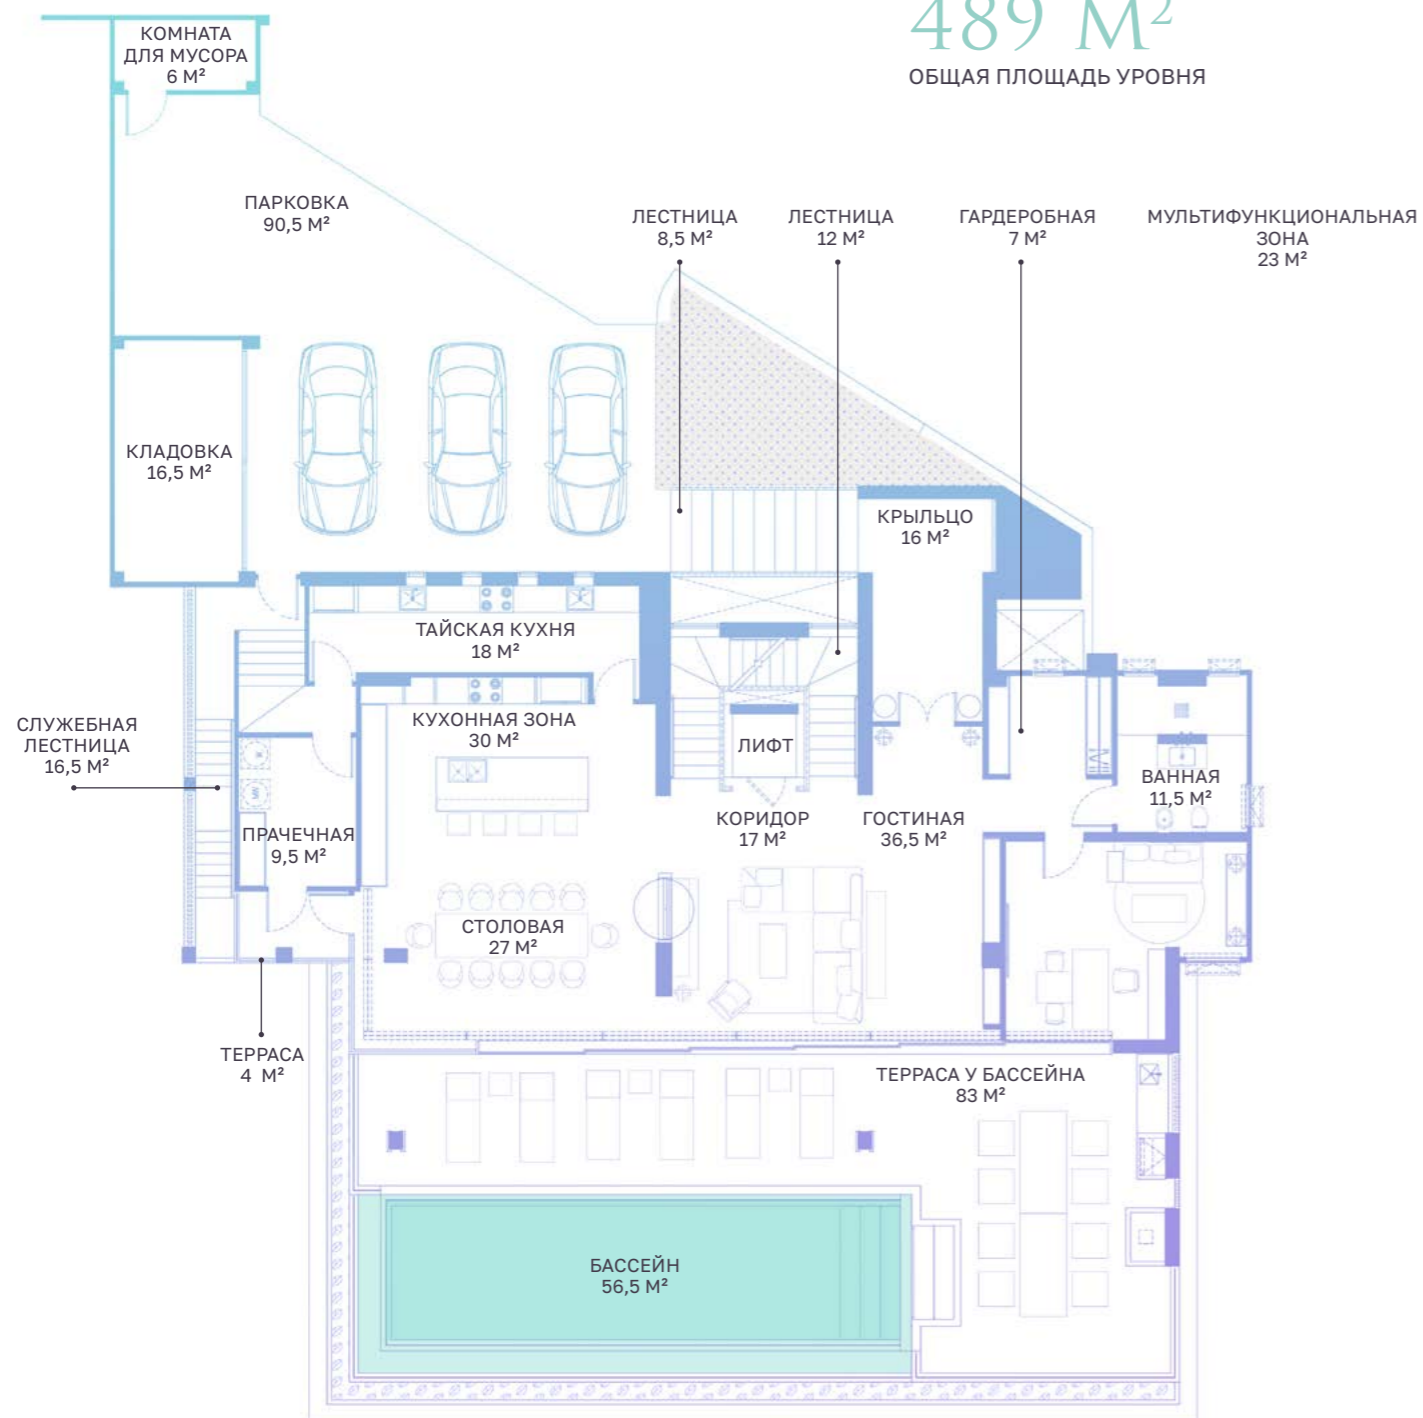 489 М²
ОБЩАЯ ПЛОЩАДЬ УРОВНЯ
КОМНАТА
ДЛЯ МУСОРА
6 М²
ПАРКОВКА
90,5 М²
ЛЕСТНИЦА
8,5 М²
ЛЕСТНИЦА
12 М²
ГАРДЕРОБНАЯ
7 М²
МУЛЬТИФУНКЦИОНАЛЬНАЯ
ЗОНА
23 М²
КЛАДОВКА
16,5 М²
КРЫЛЬЦО
16 М²
ТАЙСКАЯ КУХНЯ
18 М²
СЛУЖЕБНАЯ
ЛЕСТНИЦА
16,5 М²
КУХОННАЯ ЗОНА
30 М²
ЛИФТ
ВАННАЯ
11,5 М²
ПРАЧЕЧНАЯ
9,5 М²
КОРИДОР
17 М²
ГОСТИНАЯ
36,5 М²
СТОЛОВАЯ
27 М²
ТЕРРАСА
4 М²
ТЕРРАСА У БАССЕЙНА
83 М²
БАССЕЙН
56,5 М²